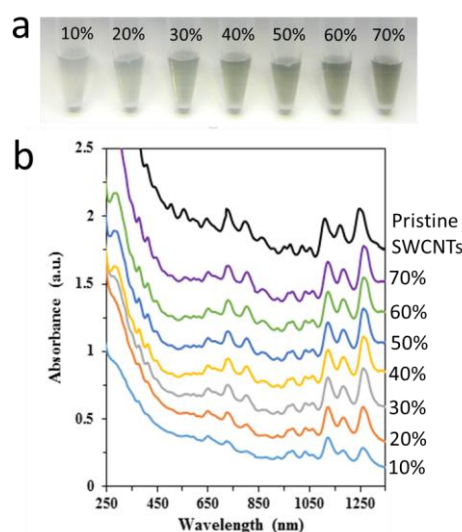 a
10% 20% 30% 40% 50% 60% 70%
b
2.5
2
1.5
1
0.5
0
Absorbance (a.u.)
250 450 650 850 1050 1250
Wavelength (nm)
Pristine
SWCNTs
70%
60%
50%
40%
30%
20%
10%